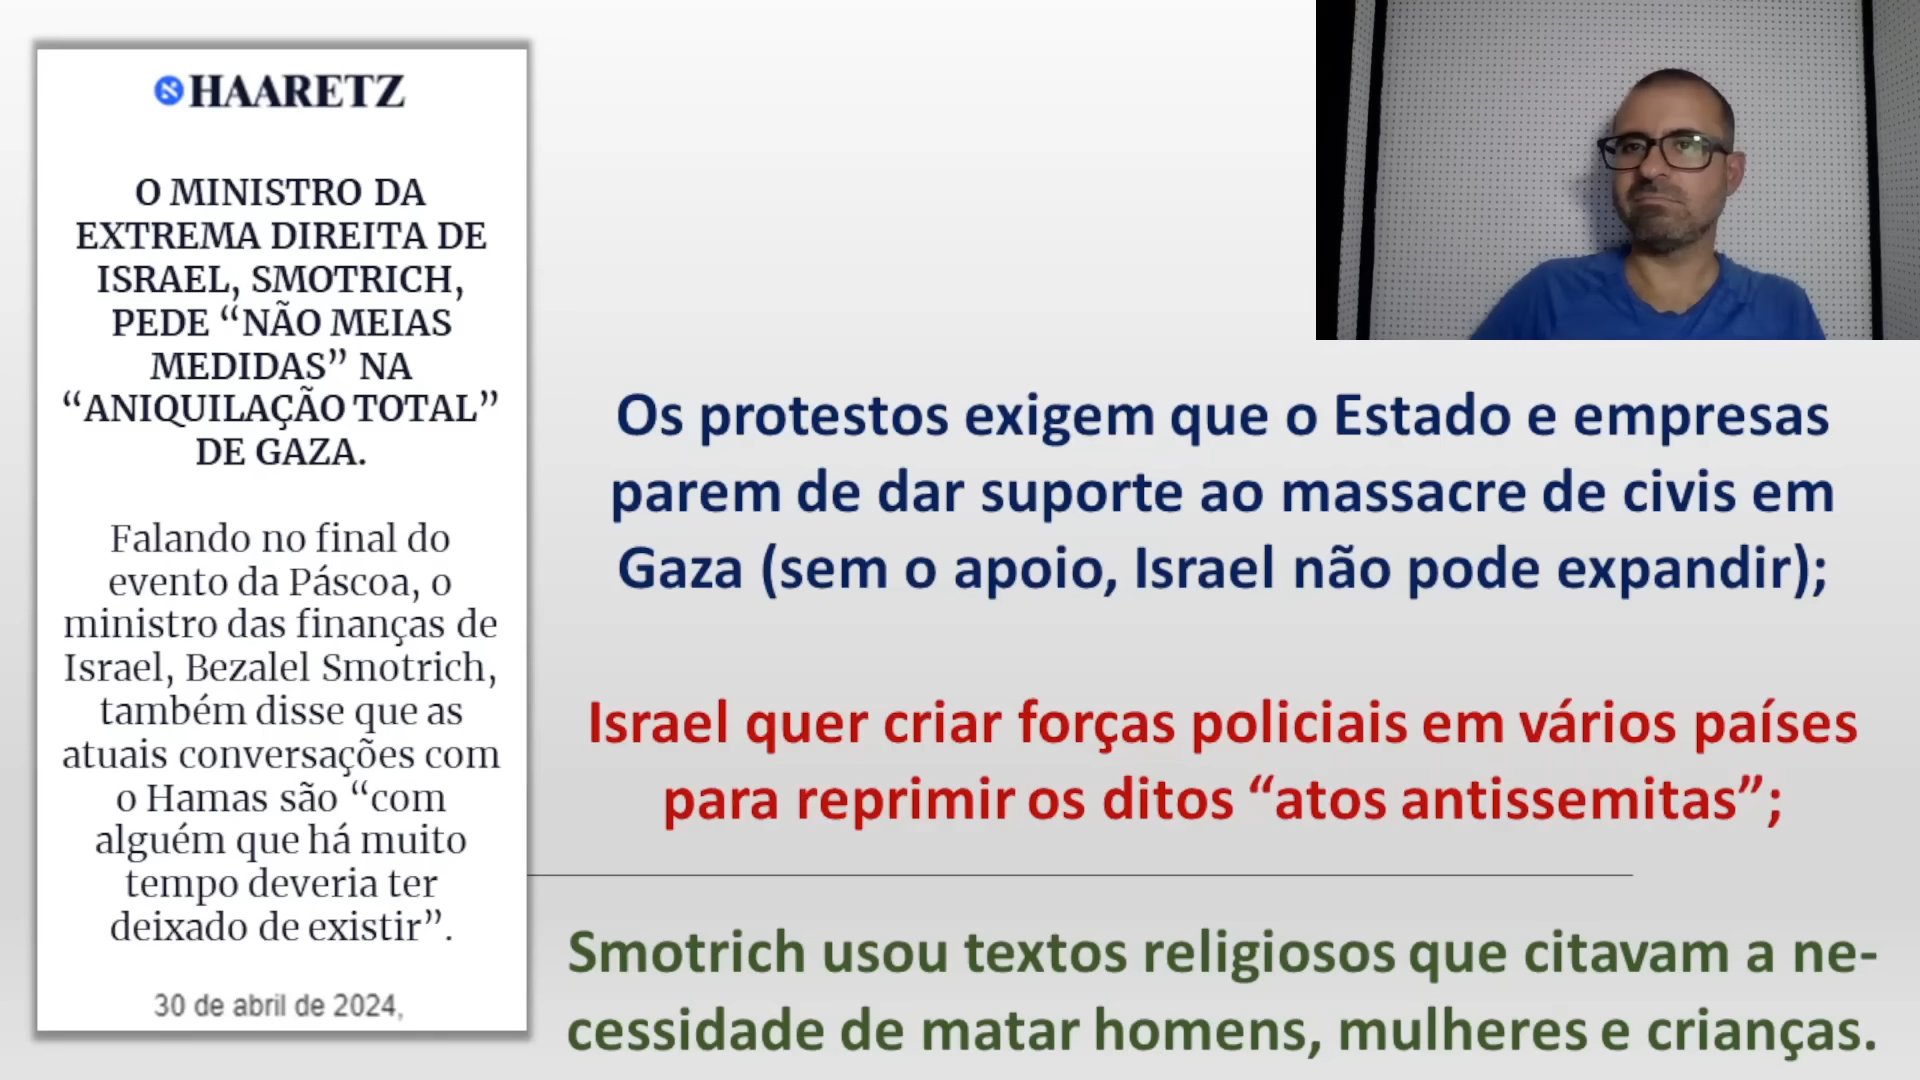 HAARETZ
O MINISTRO DA
EXTREMA DIREITA DE
ISRAEL, SMOTRICH,
PEDE “NÃO MEIAS
MEDIDAS” NA
“ANIQUILAÇÃO TOTAL”
DE GAZA.
Falando no final do
evento da Páscoa, o
ministro das finanças de
Israel, Bezalel Smotrich,
também disse que as
atuais conversações com
o Hamas são “com
alguém que há muito
tempo deveria ter
deixado de existir”.
30 de abril de 2024,
Os protestos exigem que o Estado e empresas
parem de dar suporte ao massacre de civis em
Gaza (sem o apoio, Israel não pode expandir);
Israel quer criar forças policiais em vários países
para reprimir os ditos “atos antissemitas”;
Smotrich usou textos religiosos que citavam a ne-
cessidade de matar homens, mulheres e crianças.